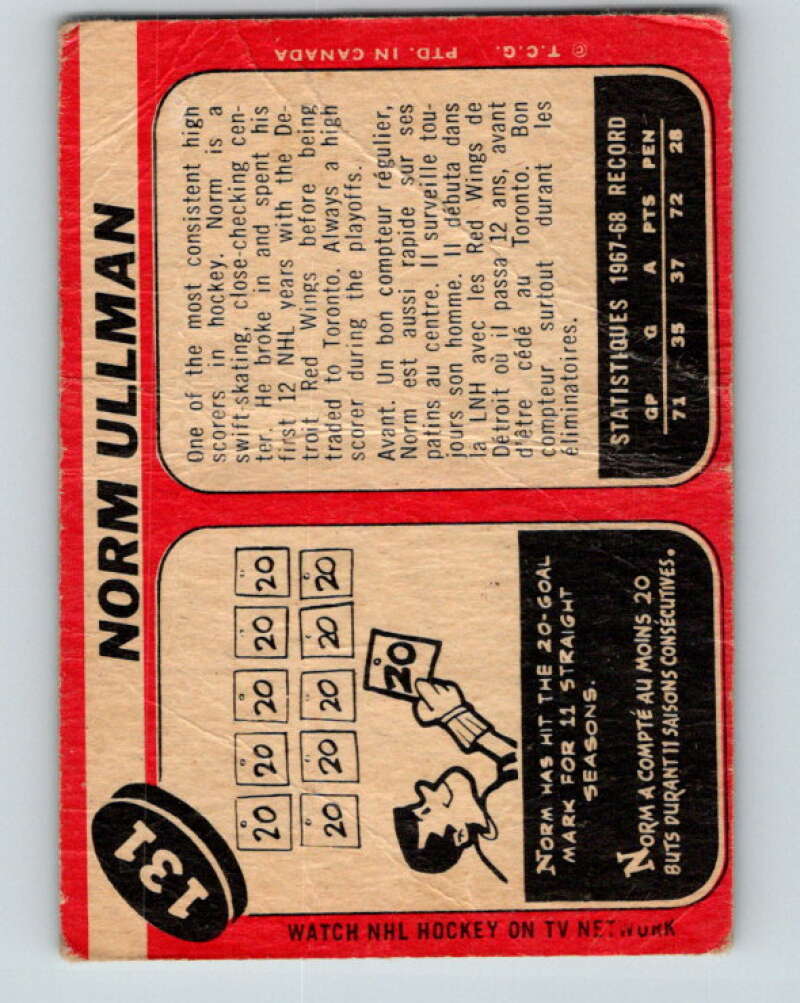 NORM ULLMAN
131
20 20 20 20 20
20 20 20 20 20
20
NORM HAS HIT THE 20-GOAL
MARK FOR 11 STRAIGHT
SEASONS.
NORM A COMPTÉ AU MOINS 20
BUTS DURANT 11 SAISONS CONSÉCUTIVES.
WATCH NHL HOCKEY ON TV NETWORK
One of the most consistent high
scorers in hockey. Norm is a
swift-skating, close-checking cen-
ter. He broke in and spent his
first 12 NHL years with the De-
troit Red Wings before being
traded to Toronto. Always a high
scorer during the playoffs.
Avant. Un bon compteur régulier,
Norm est aussi rapide sur ses
patins au centre. Il surveille tou-
jours son homme. Il débuta dans
la LNH avec les Red Wings de
Détroit où il passa 12 ans, avant
d'être cédé au Toronto. Bon
compteur surtout durant les
éliminatoires.
STATISTIQUES 1967-68 RECORD
GP G A PTS PEN
71 35 37 72 28
© T.C.G. PTD. IN CANADA